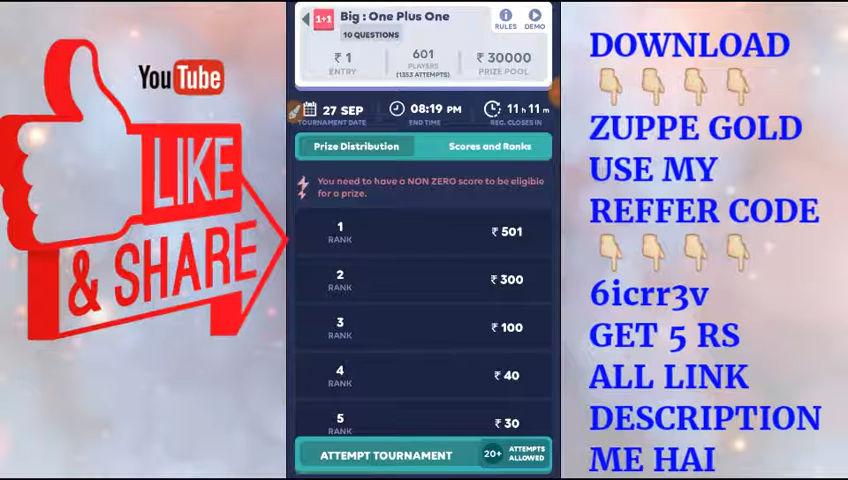 You Tube
LIKE
& SHARE
1+1 Big : One Plus One
10 QUESTIONS
RULES
DEMO
₹ 1
ENTRY
601
PLAYERS
(1353 ATTEMPTS)
₹ 30000
PRIZE POOL
27 SEP
TOURNAMENT DATE
08:19 PM
END TIME
11 h 11 m
REG. CLOSES IN
Prize Distribution
Scores and Ranks
You need to have a NON ZERO score to be eligible
for a prize.
1
RANK
₹ 501
2
RANK
₹ 300
3
RANK
₹ 100
4
RANK
₹ 40
5
RANK
₹ 30
ATTEMPT TOURNAMENT
20+
ATTEMPTS
ALLOWED
DOWNLOAD
👇🏼 👇🏼 👇🏼 👇🏼
ZUPPE GOLD
USE MY
REFFER CODE
👇🏼 👇🏼 👇🏼 👇🏼
6icrr3v
GET 5 RS
ALL LINK
DESCRIPTION
ME HAI